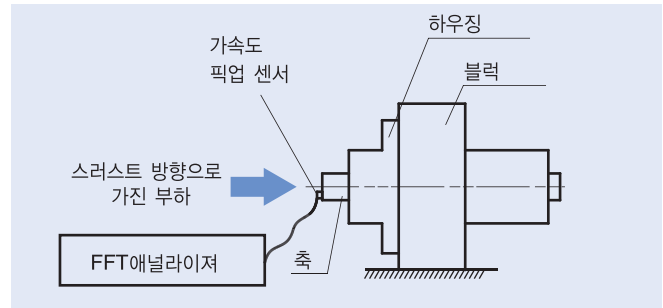 가속도
픽업 센서
하우징
블럭
스러스트 방향으로
가진 부하
FFT애널라이져
축